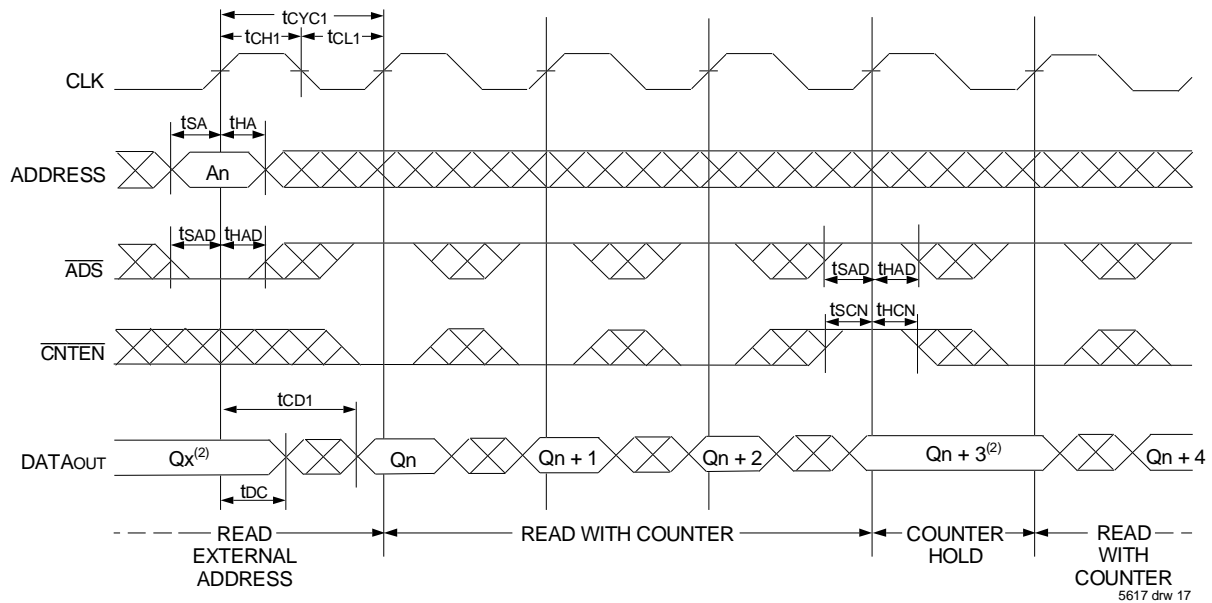 tCYC1
tCH1 tCL1
CLK
tSA tHA
ADDRESS An
tSAD tHAD
ADS
tSAD tHAD
tSCN tHCN
CNTEN
tCD1
DATAOUT Qx(2) Qn Qn + 1 Qn + 2 Qn + 3(2) Qn + 4
tDC
READ EXTERNAL ADDRESS
READ WITH COUNTER
COUNTER HOLD
READ WITH COUNTER
5617 drw 17